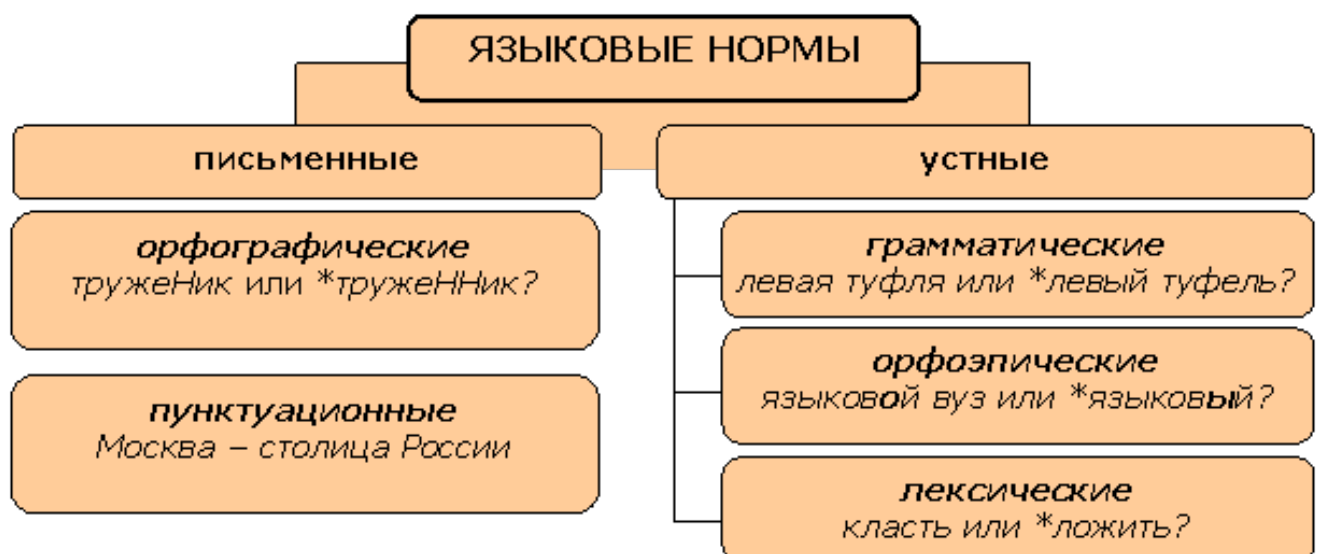 ЯЗЫКОВЫЕ НОРМЫ
письменные
орфографические
тружеНик или *тружеННик?
пунктуационные
Москва – столица России
устные
грамматические
левая туфля или *левый туфель?
орфоэпические
языковой вуз или *языковый?
лексические
класть или *ложить?